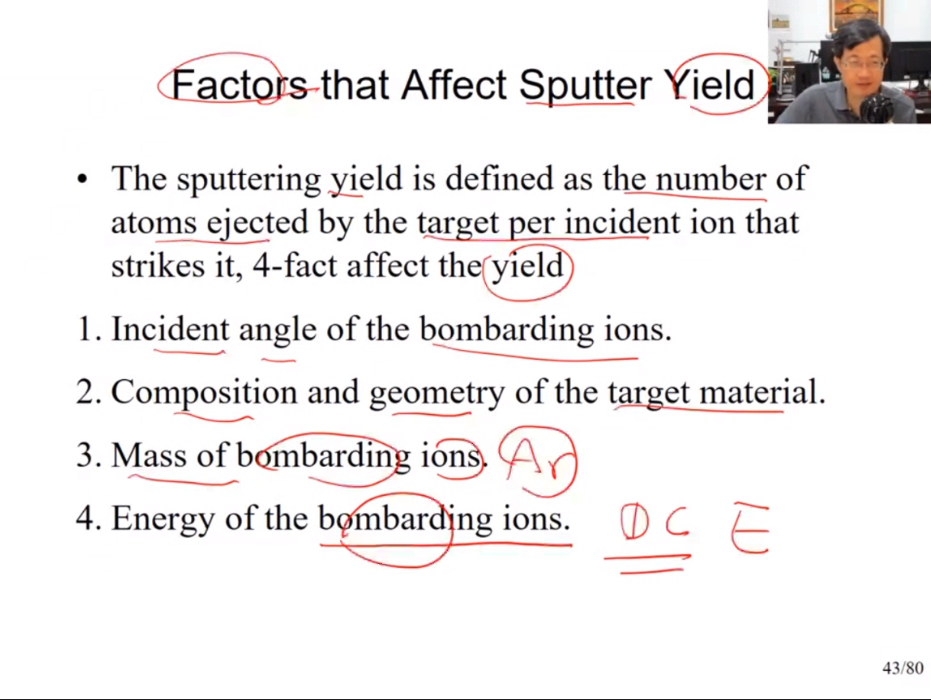 Factors that Affect Sputter Yield
• The sputtering yield is defined as the number of
atoms ejected by the target per incident ion that
strikes it, 4-fact affect the yield
1. Incident angle of the bombarding ions.
2. Composition and geometry of the target material.
3. Mass of bombarding ions. Ar
4. Energy of the bombarding ions. DC E
43/80